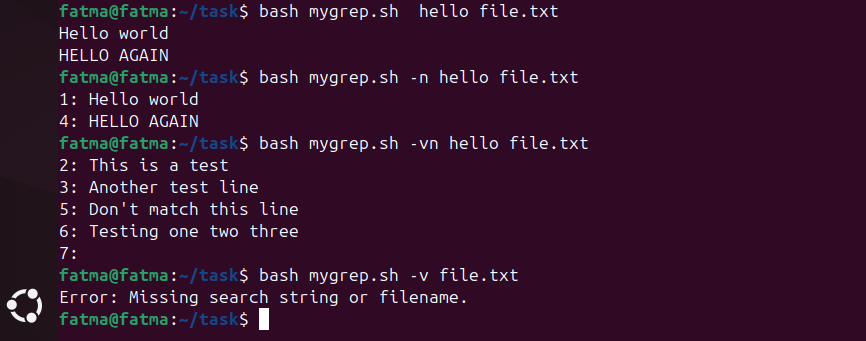 fatma@fatma:~/task$ bash mygrep.sh  hello file.txt
Hello world
HELLO AGAIN
fatma@fatma:~/task$ bash mygrep.sh -n hello file.txt
1: Hello world
4: HELLO AGAIN
fatma@fatma:~/task$ bash mygrep.sh -vn hello file.txt
2: This is a test
3: Another test line
5: Don't match this line
6: Testing one two three
7:
fatma@fatma:~/task$ bash mygrep.sh -v file.txt
Error: Missing search string or filename.
fatma@fatma:~/task$